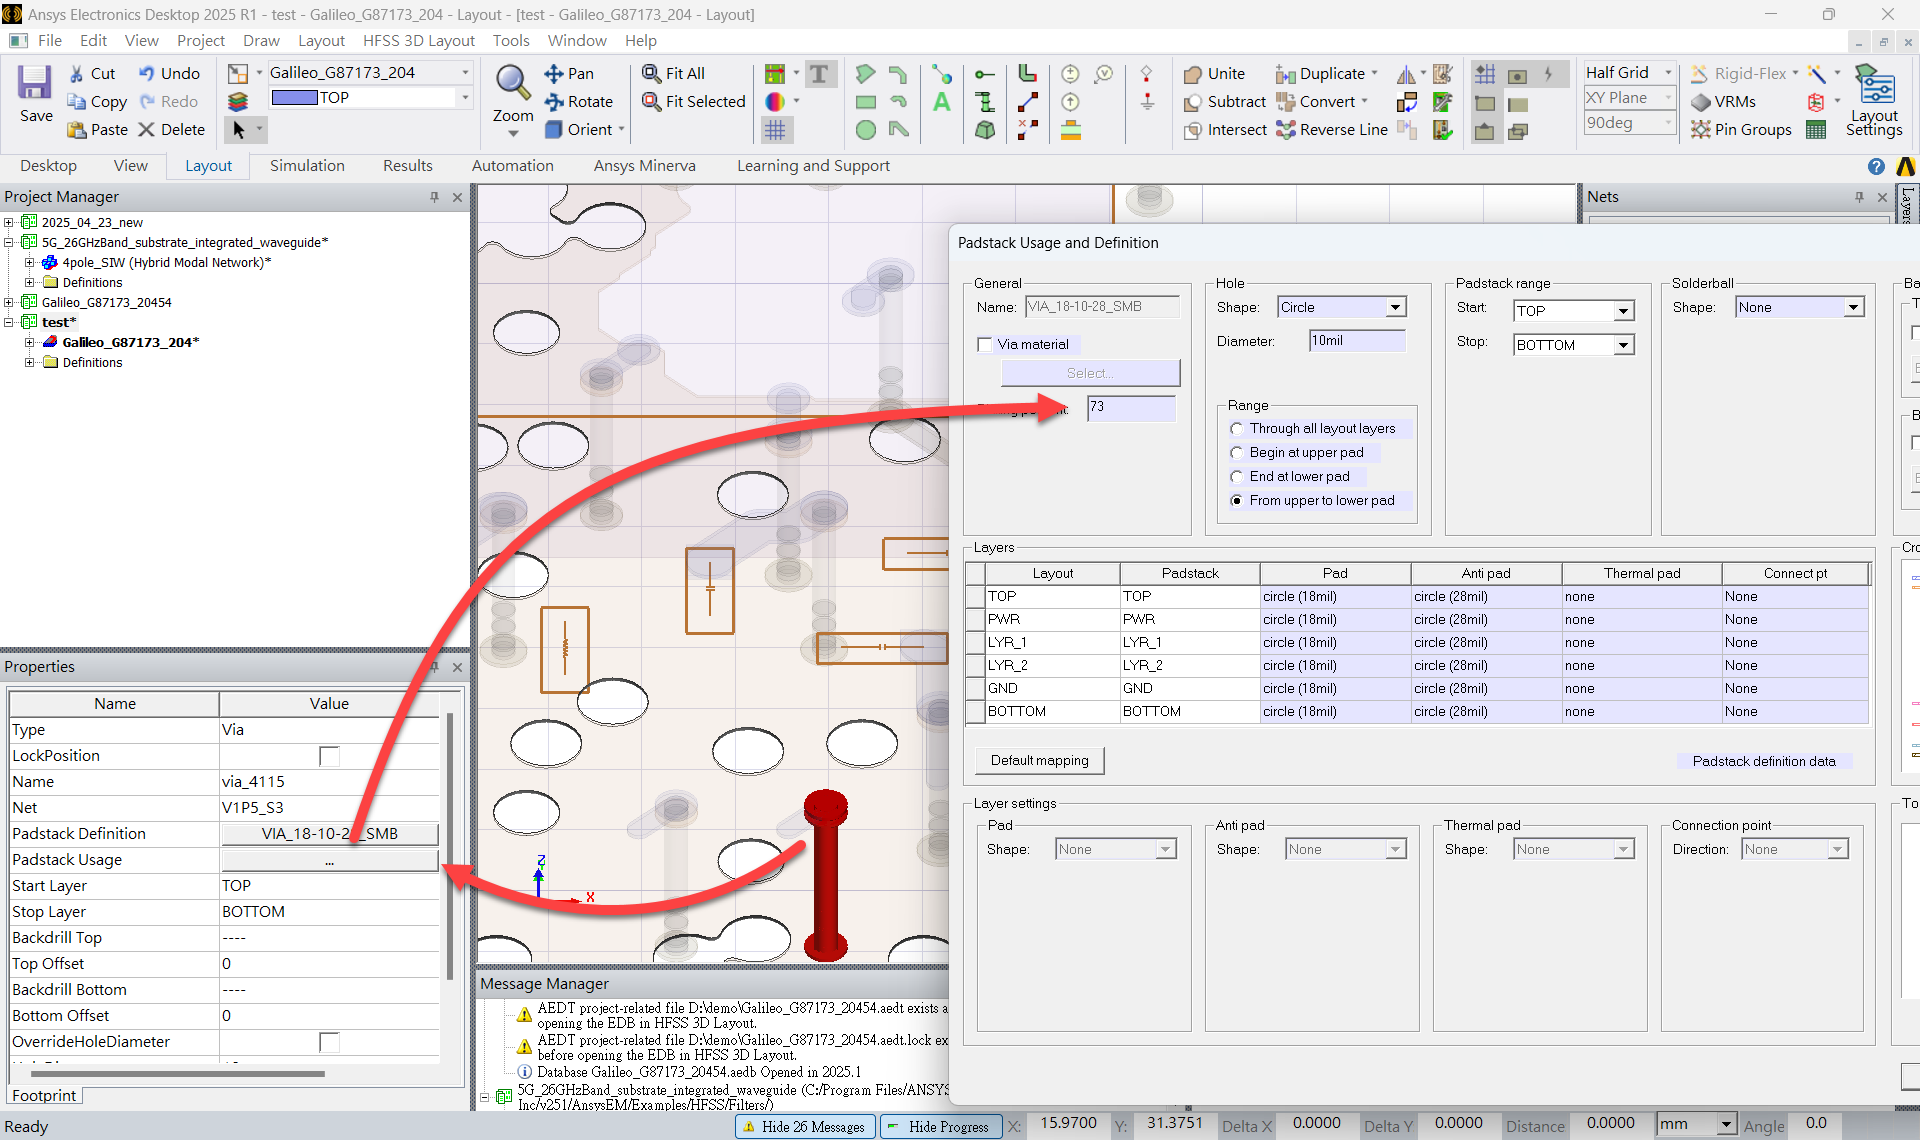 Ansys Electronics Desktop 2025 R1 - test - Galileo_G87173_204 - Layout - [test - Galileo_G87173_204 - Layout]
File Edit View Project Draw Layout HFSS 3D Layout Tools Window Help
Save
Cut
Copy
Paste
Undo
Redo
Delete
Galileo_G87173_204
TOP
Zoom
Pan
Rotate
Orient
Fit All
Fit Selected
T
A
Unite
Subtract
Intersect
Duplicate
Convert
Reverse Line
Half Grid
XY Plane
90deg
Rigid-Flex
VRMs
Pin Groups
Layout
Settings
Desktop View Layout Simulation Results Automation Ansys Minerva Learning and Support
Project Manager
2025_04_23_new
5G_26GHzBand_substrate_integrated_waveguide*
4pole_SIW (Hybrid Modal Network)*
Definitions
Galileo_G87173_20454
test*
Galileo_G87173_204*
Definitions
Properties
Name Value
Type Via
LockPosition
Name via_4115
Net V1P5_S3
Padstack Definition
Padstack Usage ...
Start Layer TOP
Stop Layer BOTTOM
Backdrill Top ----
Top Offset 0
Backdrill Bottom ----
Bottom Offset 0
OverrideHoleDiameter
Footprint
Z
X
Nets
Layers
Padstack Usage and Definition
General
Name: VIA_18-10-28_SMB
Via material
Select...
73
Hole
Shape: Circle
Diameter: 10mil
Range
Through all layout layers
Begin at upper pad
End at lower pad
From upper to lower pad
Padstack range
Start: TOP
Stop: BOTTOM
Solderball
Shape: None
Layers
Layout Padstack Pad Anti pad Thermal pad Connect pt
TOP TOP circle (18mil) circle (28mil) none None
PWR PWR circle (18mil) circle (28mil) none None
LYR_1 LYR_1 circle (18mil) circle (28mil) none None
LYR_2 LYR_2 circle (18mil) circle (28mil) none None
GND GND circle (18mil) circle (28mil) none None
BOTTOM BOTTOM circle (18mil) circle (28mil) none None
Default mapping
Padstack definition data
Layer settings
Pad
Shape: None
Anti pad
Shape: None
Thermal pad
Shape: None
Connection point
Direction: None
Message Manager
AEDT project-related file D:\demo\Galileo_G87173_20454.aedt exists a
opening the EDB in HFSS 3D Layout.
AEDT project-related file D:\demo\Galileo_G87173_20454.aedt.lock ex
before opening the EDB in HFSS 3D Layout.
Database Galileo_G87173_20454.aedb Opened in 2025.1
5G_26GHzBand_substrate_integrated_waveguide (C:/Program Files/ANSYS
Inc/v251/AnsysEM/Examples/HFSS/Filters/)
Ready
Hide 26 Messages
Hide Progress
X: 15.9700 Y: 31.3751 Delta X 0.0000 Delta Y 0.0000 Distance 0.0000 mm Angle 0.0